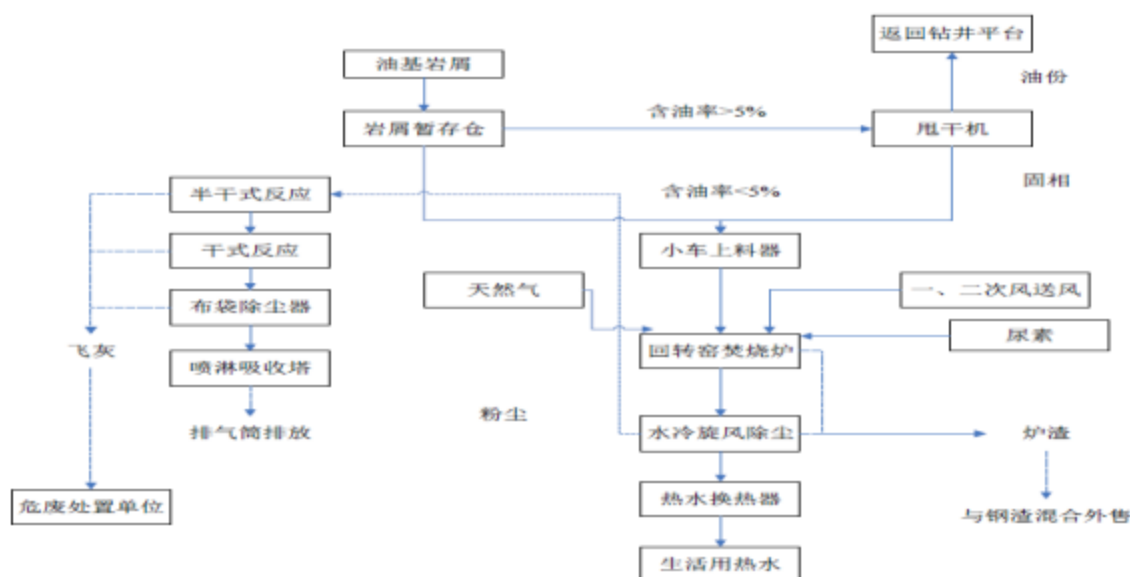 返回钻井平台
油基岩屑
油份
含油率>5%
岩屑暂存仓
甩干机
固相
半干式反应
含油率<5%
干式反应
小车上料器
天然气
一、二次风送风
布袋除尘器
尿素
飞灰
回转窑焚烧炉
喷淋吸收塔
粉尘
排气筒排放
水冷旋风除尘
炉渣
危废处置单位
热水换热器
与钢渣混合外售
生活用热水